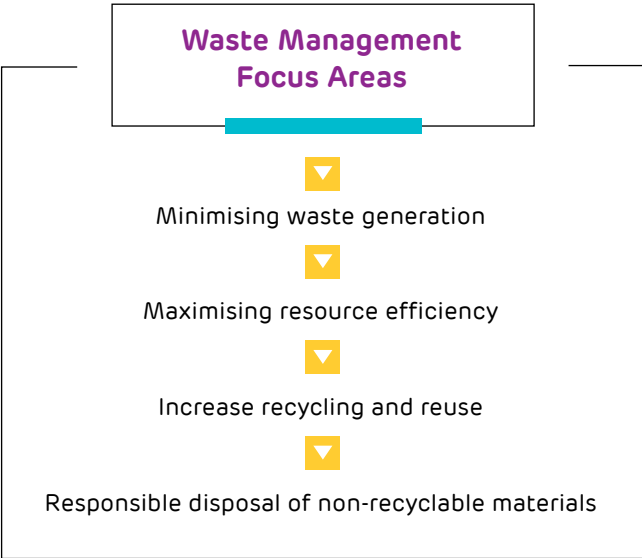 Waste Management
Focus Areas
Minimising waste generation
Maximising resource efficiency
Increase recycling and reuse
Responsible disposal of non-recyclable materials